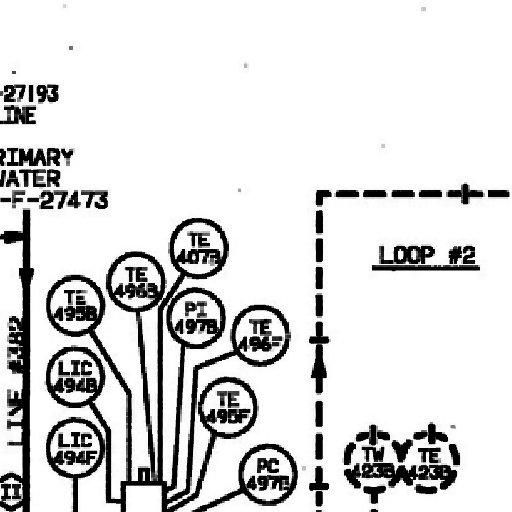 -27193
LINE
RIMARY
WATER
-F-27473
LOOP #2
TE
407B
TE
496B
TE
495B
PI
497B
TE
496F
LIC
494B
TE
495F
LIC
494F
PC
497B
TW
423B
TE
423B
LINE #382